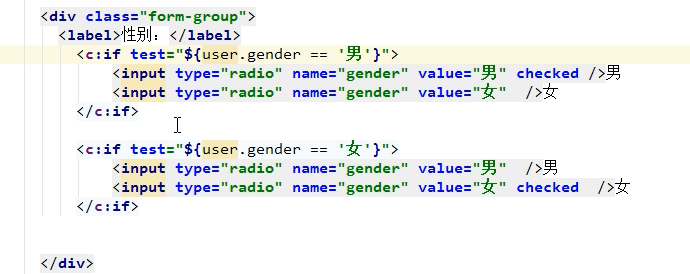 <div class="form-group">
<label>性别：</label>
<c:if test="${user.gender == '男'}">
<input type="radio" name="gender" value="男" checked />男
<input type="radio" name="gender" value="女"  />女
</c:if>
<c:if test="${user.gender == '女'}">
<input type="radio" name="gender" value="男"  />男
<input type="radio" name="gender" value="女" checked  />女
</c:if>
</div>